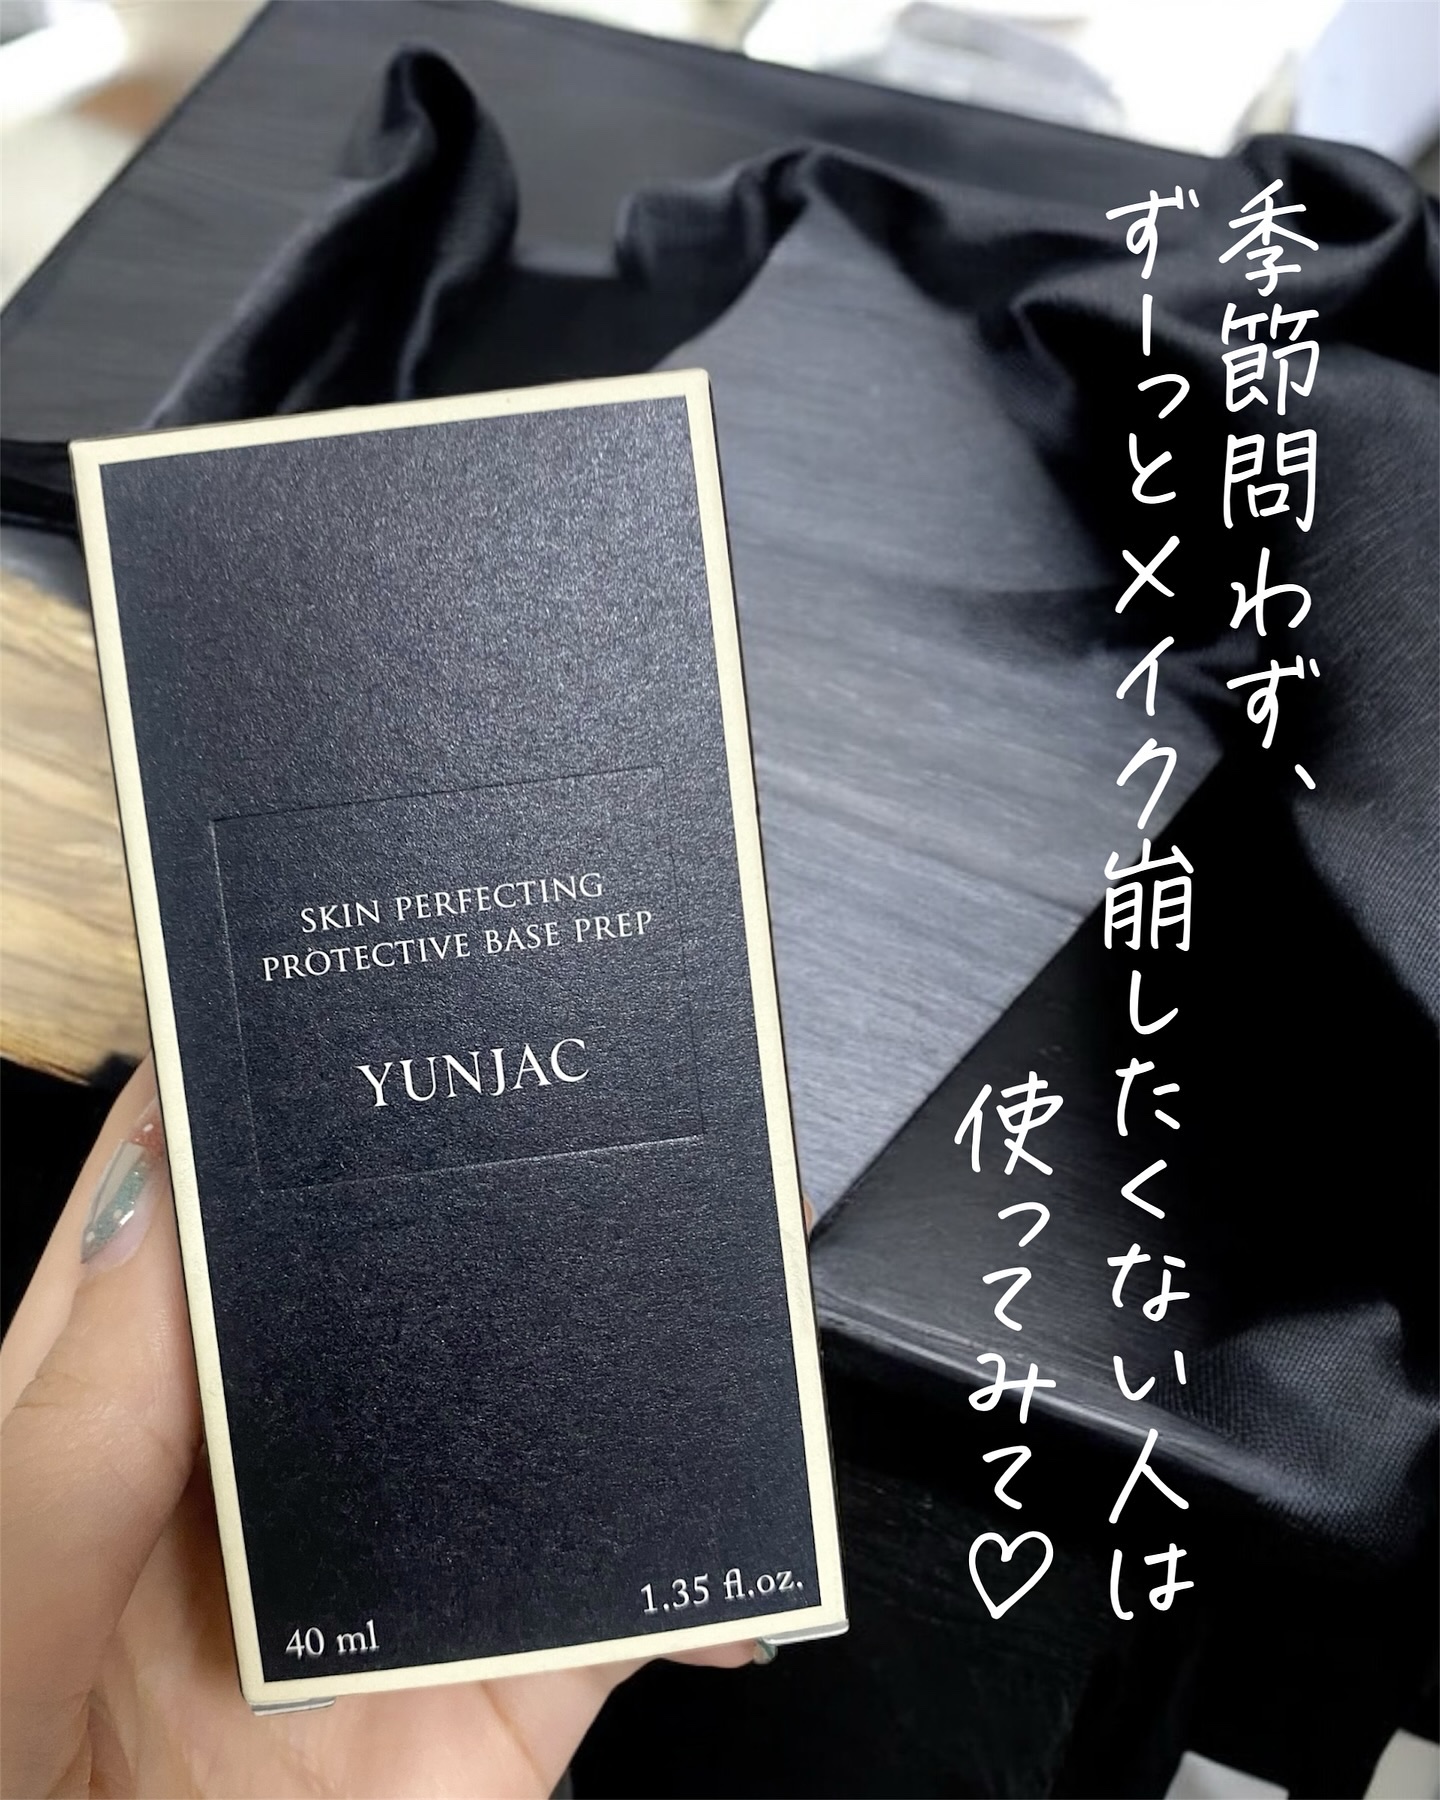 季節問わず、
ずーっとメイク崩したくない人は
使ってみて♡
SKIN PERFECTING
PROTECTIVE BASE PREP
YUNJAC
40 ml
1.35 fl.oz.